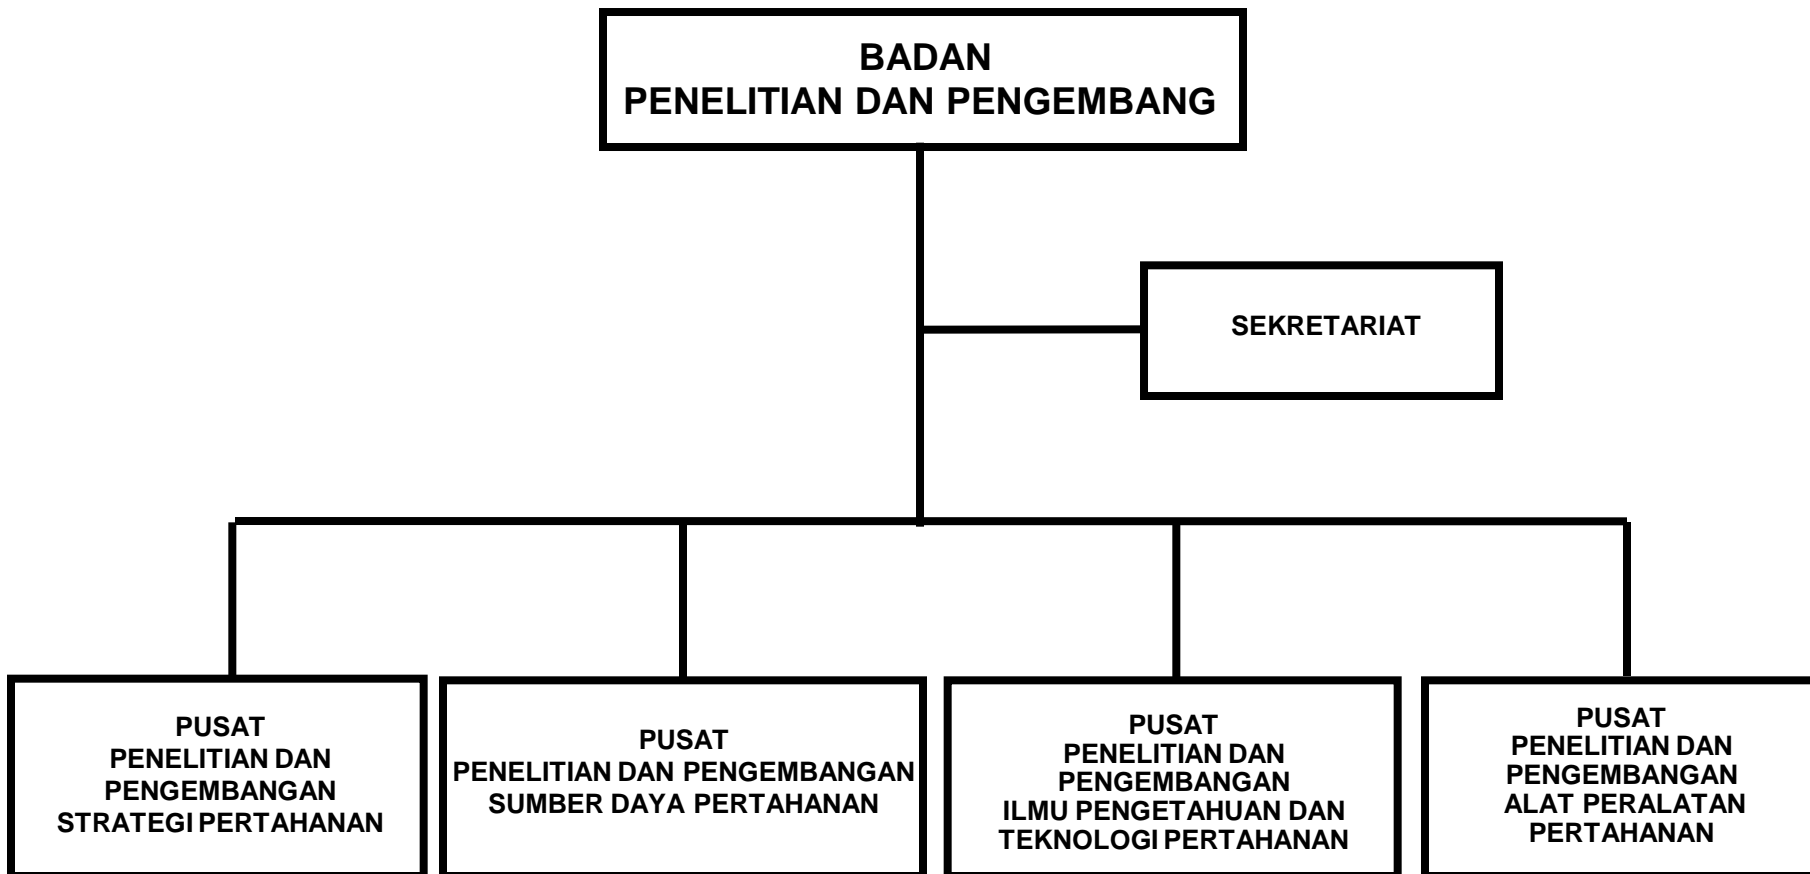 BADAN
PENELITIAN DAN PENGEMBANG
SEKRETARIAT
PUSAT
PENELITIAN DAN
PENGEMBANGAN
STRATEGI PERTAHANAN
PUSAT
PENELITIAN DAN PENGEMBANGAN
SUMBER DAYA PERTAHANAN
PUSAT
PENELITIAN DAN
PENGEMBANGAN
ILMU PENGETAHUAN DAN
TEKNOLOGI PERTAHANAN
PUSAT
PENELITIAN DAN
PENGEMBANGAN
ALAT PERALATAN
PERTAHANAN